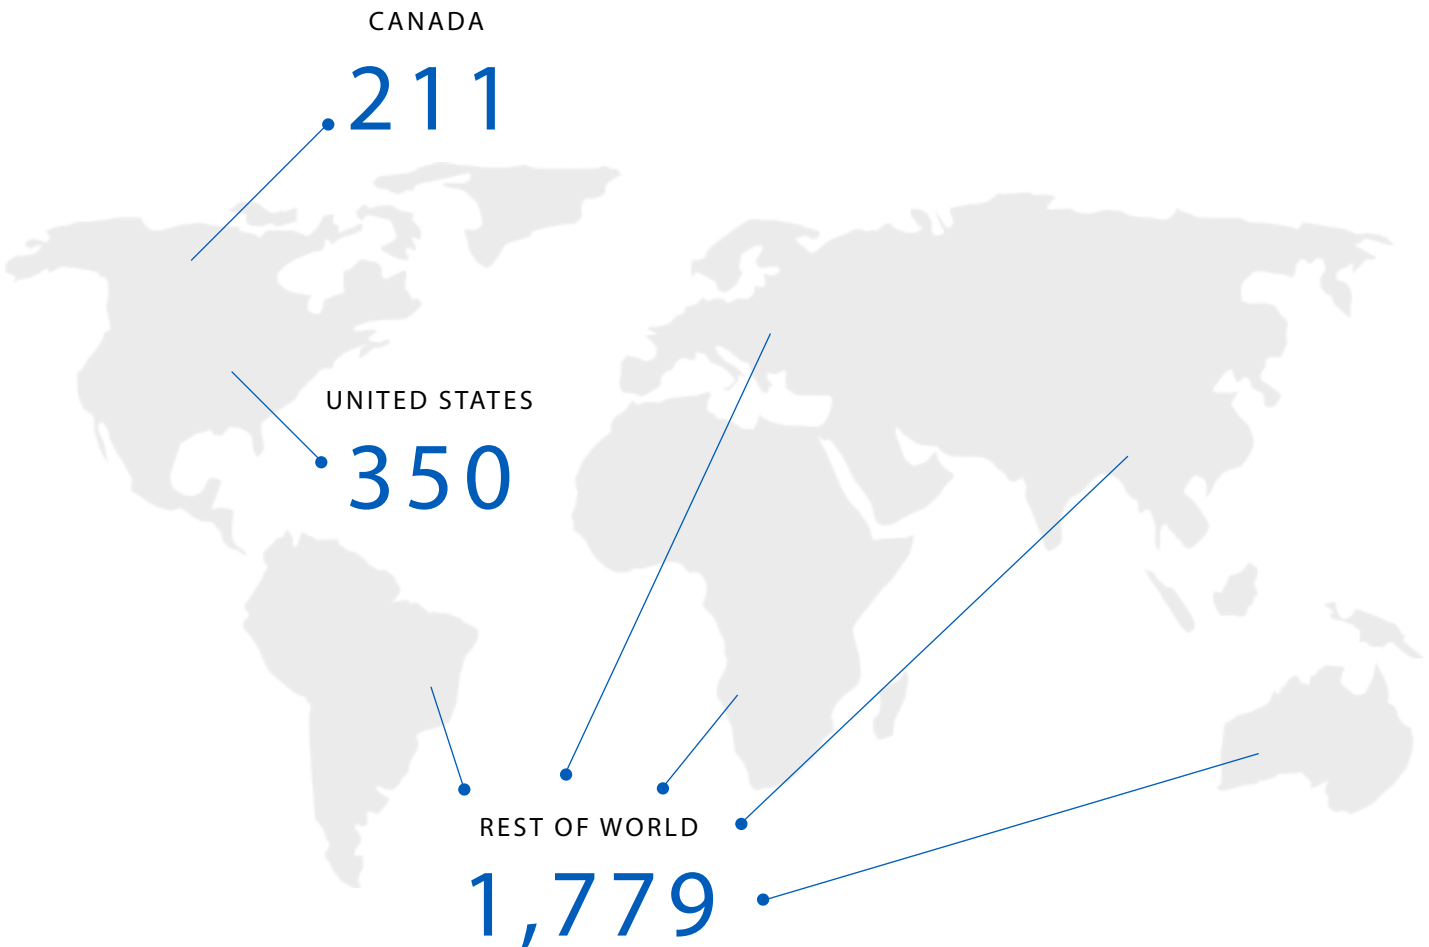 CANADA
211
UNITED STATES
350
REST OF WORLD
1,779